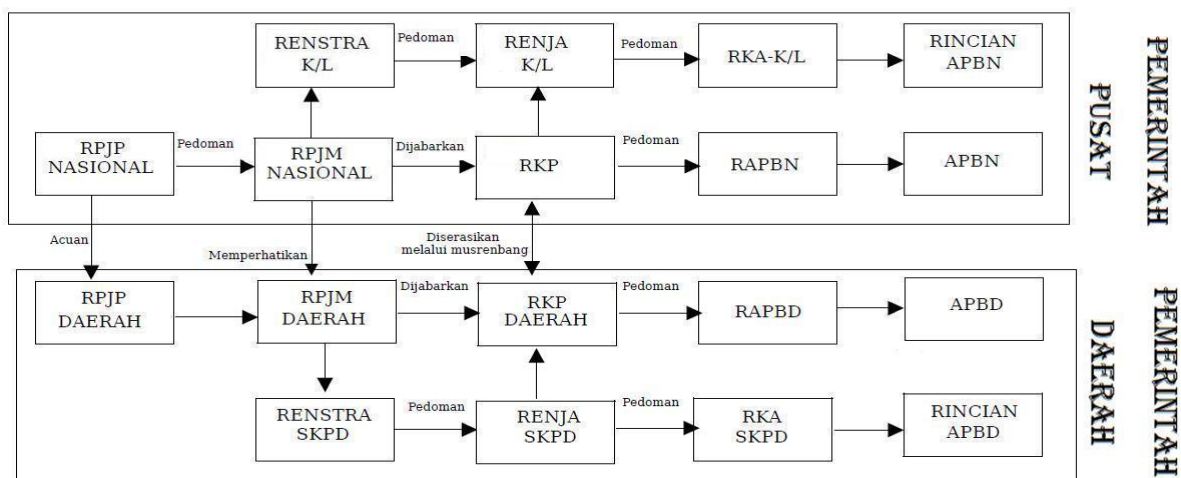 RENSTRA
K/L
Pedoman
RENJA
K/L
Pedoman
RKA-K/L
RINCIAN
APBN
RPJP
NASIONAL
Pedoman
RPJM
NASIONAL
Dijabarkan
RKP
Pedoman
RAPBN
APBN
PEMERINTAH
PUSAT
Acuan
Memperhatikan
Diserasikan
melalui musrenbang
RPJP
DAERAH
RPJM
DAERAH
Dijabarkan
RKP
DAERAH
Pedoman
RAPBD
APBD
RENSTRA
SKPD
Pedoman
RENJA
SKPD
Pedoman
RKA
SKPD
RINCIAN
APBD
PEMERINTAH
DAERAH